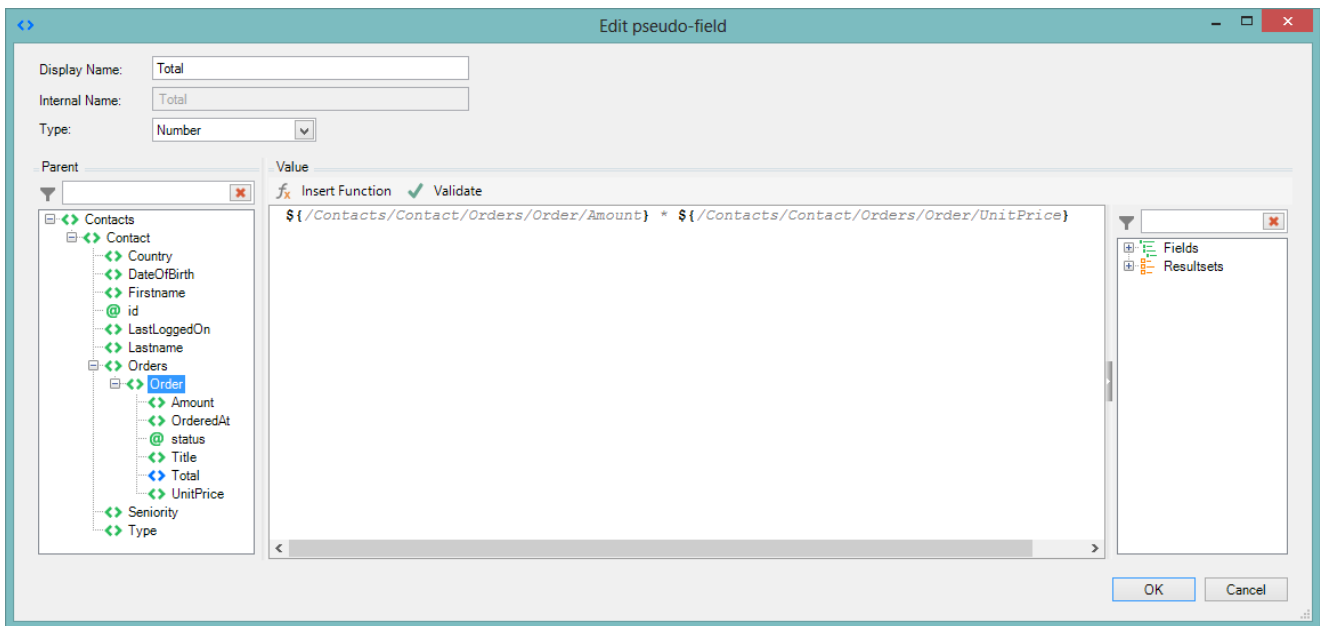 Edit pseudo-field
Display Name: Total
Internal Name: Total
Type: Number
Parent
Value
fx Insert Function Validate
Contacts
Contact
Country
DateOfBirth
Firstname
@ id
LastLoggedOn
Lastname
Orders
Order
Amount
OrderedAt
@ status
Title
Total
UnitPrice
Seniority
Type
${/Contacts/Contact/Orders/Order/Amount} * ${/Contacts/Contact/Orders/Order/UnitPrice}
Fields
Resultsets
OK Cancel